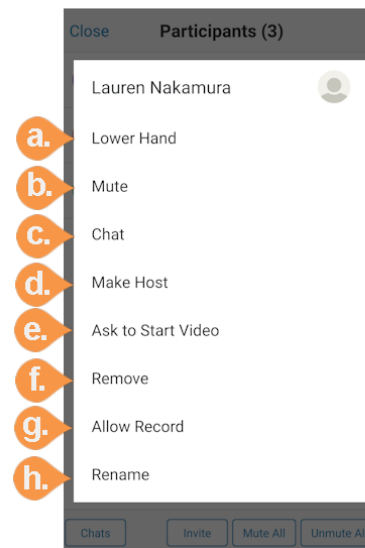 Close Participants (3)
Lauren Nakamura
a. Lower Hand
b. Mute
c. Chat
d. Make Host
e. Ask to Start Video
f. Remove
g. Allow Record
h. Rename
Chats Invite Mute All Unmute Al